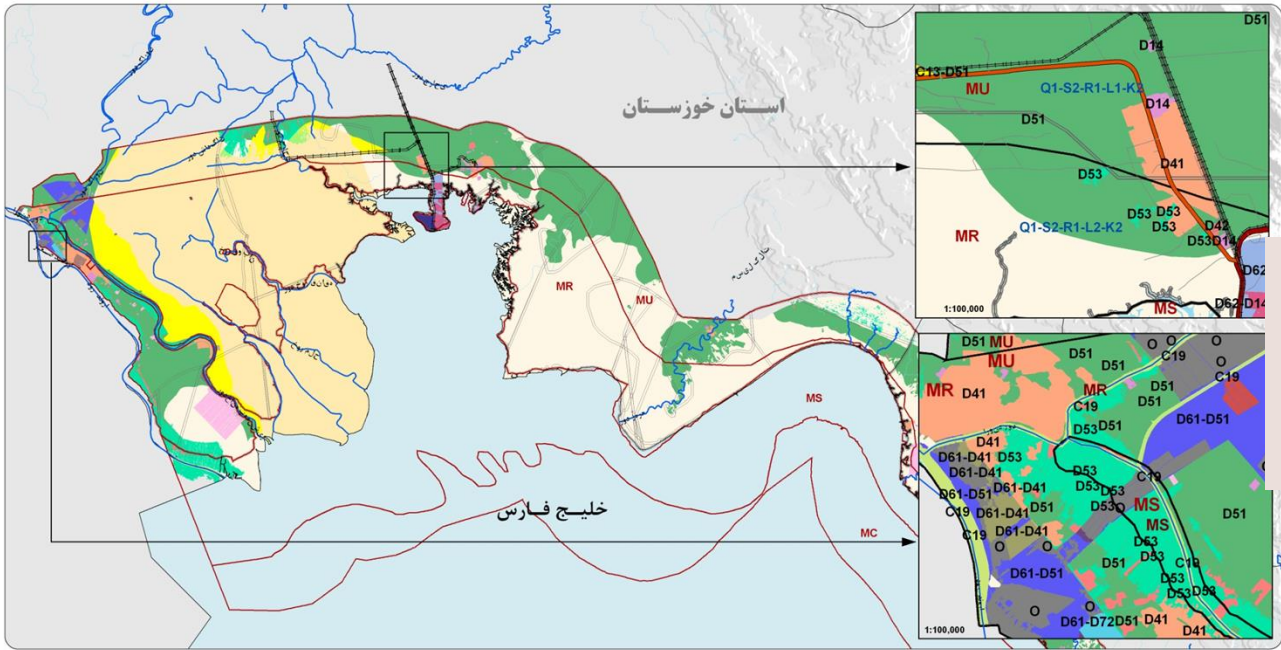 استان خوزستان
خلیج فارس
MR
MU
MS
MC
D51
D14
C13-D51
MU
Q1-S2-R1-L1-K2
D14
D51
D41
D53
D53
D53
D53
Q1-S2-R1-L2-K2
D42
D53
D14
MR
D62
D62-D14
MS
1:100,000
D51
MU
D51
O
O
C19
MU
D51
O
C19
MR
D41
MR
D51
C19
D51
D61-D51
D53
D51
D41
D61-D41
D53
D61-D41
D53
C19
D61-D51
D61-D41
D53
D51
D53
C19
D61-D41
D53
O
MS
D51
C19
D61-D41
MS
O
O
D53
D53
D61-D51
D51
C19
D53
D53
D53
O
O
D61-D72
D51
D41
D41
1:100,000